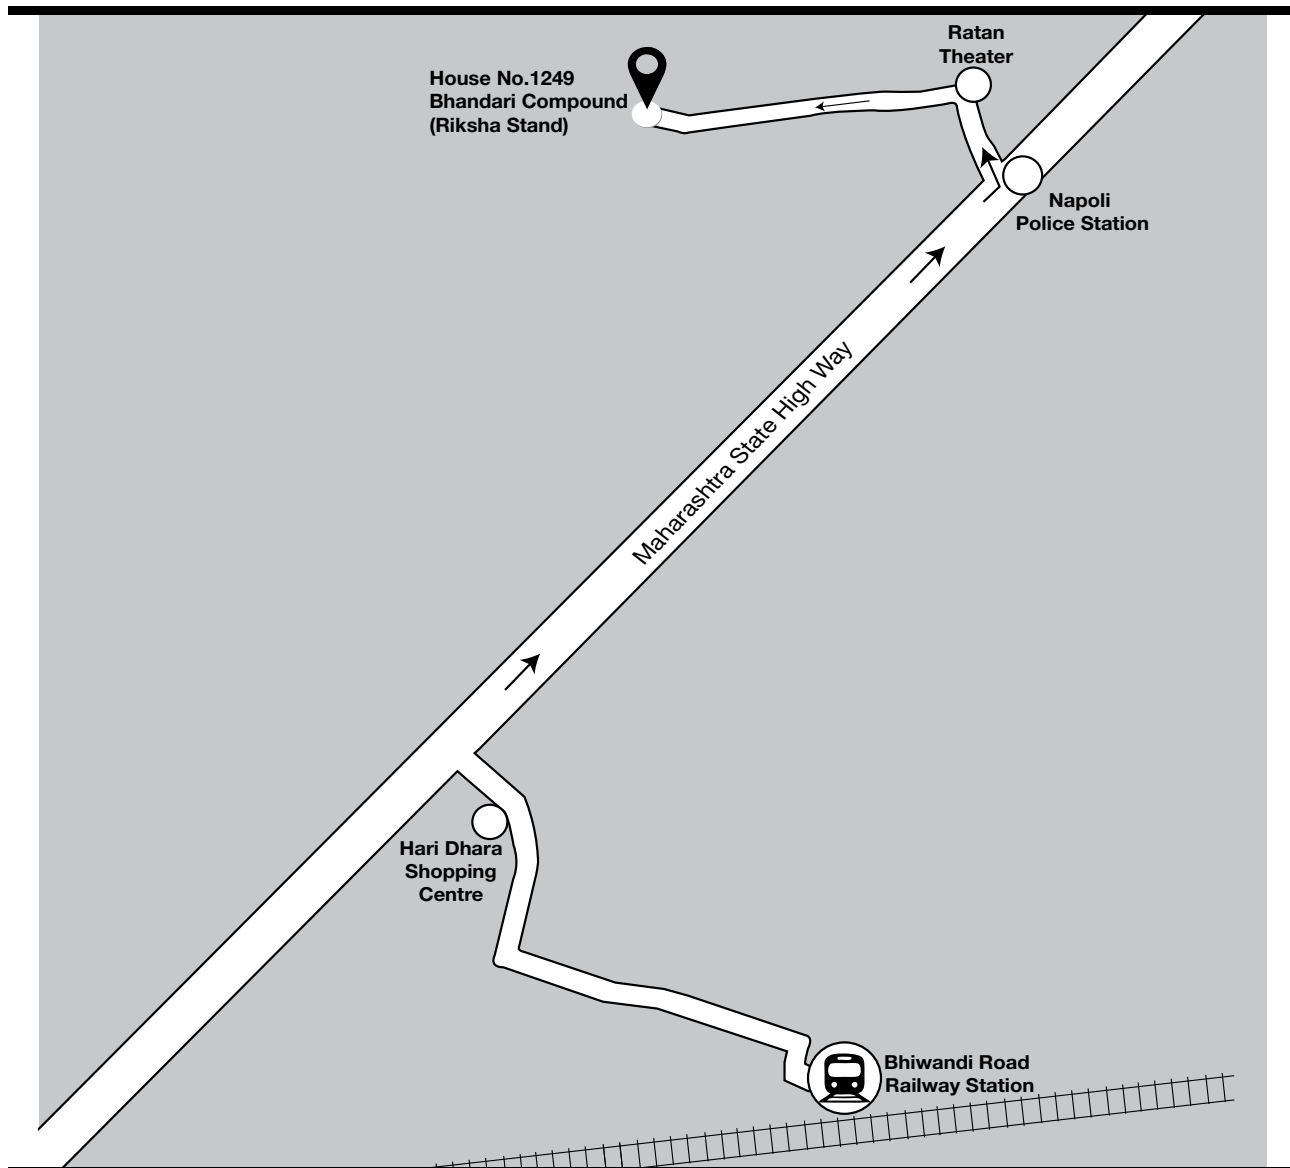 Ratan
Theater
House No.1249
Bhandari Compound
(Riksha Stand)
Napoli
Police Station
Maharashtra State High Way
Hari Dhara
Shopping
Centre
Bhiwandi Road
Railway Station